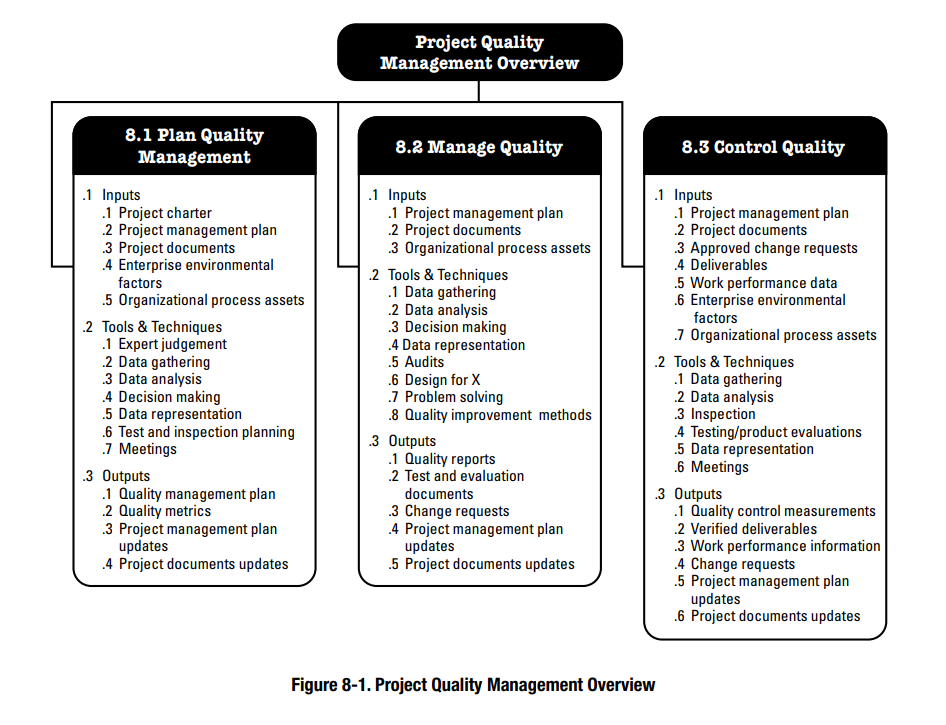 Project Quality
Management Overview
8.1 Plan Quality
Management
.1 Inputs
.1 Project charter
.2 Project management plan
.3 Project documents
.4 Enterprise environmental
factors
.5 Organizational process assets
.2 Tools & Techniques
.1 Expert judgement
.2 Data gathering
.3 Data analysis
.4 Decision making
.5 Data representation
.6 Test and inspection planning
.7 Meetings
.3 Outputs
.1 Quality management plan
.2 Quality metrics
.3 Project management plan
updates
.4 Project documents updates
8.2 Manage Quality
.1 Inputs
.1 Project management plan
.2 Project documents
.3 Organizational process assets
.2 Tools & Techniques
.1 Data gathering
.2 Data analysis
.3 Decision making
.4 Data representation
.5 Audits
.6 Design for X
.7 Problem solving
.8 Quality improvement methods
.3 Outputs
.1 Quality reports
.2 Test and evaluation
documents
.3 Change requests
.4 Project management plan
updates
.5 Project documents updates
8.3 Control Quality
.1 Inputs
.1 Project management plan
.2 Project documents
.3 Approved change requests
.4 Deliverables
.5 Work performance data
.6 Enterprise environmental
factors
.7 Organizational process assets
.2 Tools & Techniques
.1 Data gathering
.2 Data analysis
.3 Inspection
.4 Testing/product evaluations
.5 Data representation
.6 Meetings
.3 Outputs
.1 Quality control measurements
.2 Verified deliverables
.3 Work performance information
.4 Change requests
.5 Project management plan
updates
.6 Project documents updates
Figure 8-1. Project Quality Management Overview